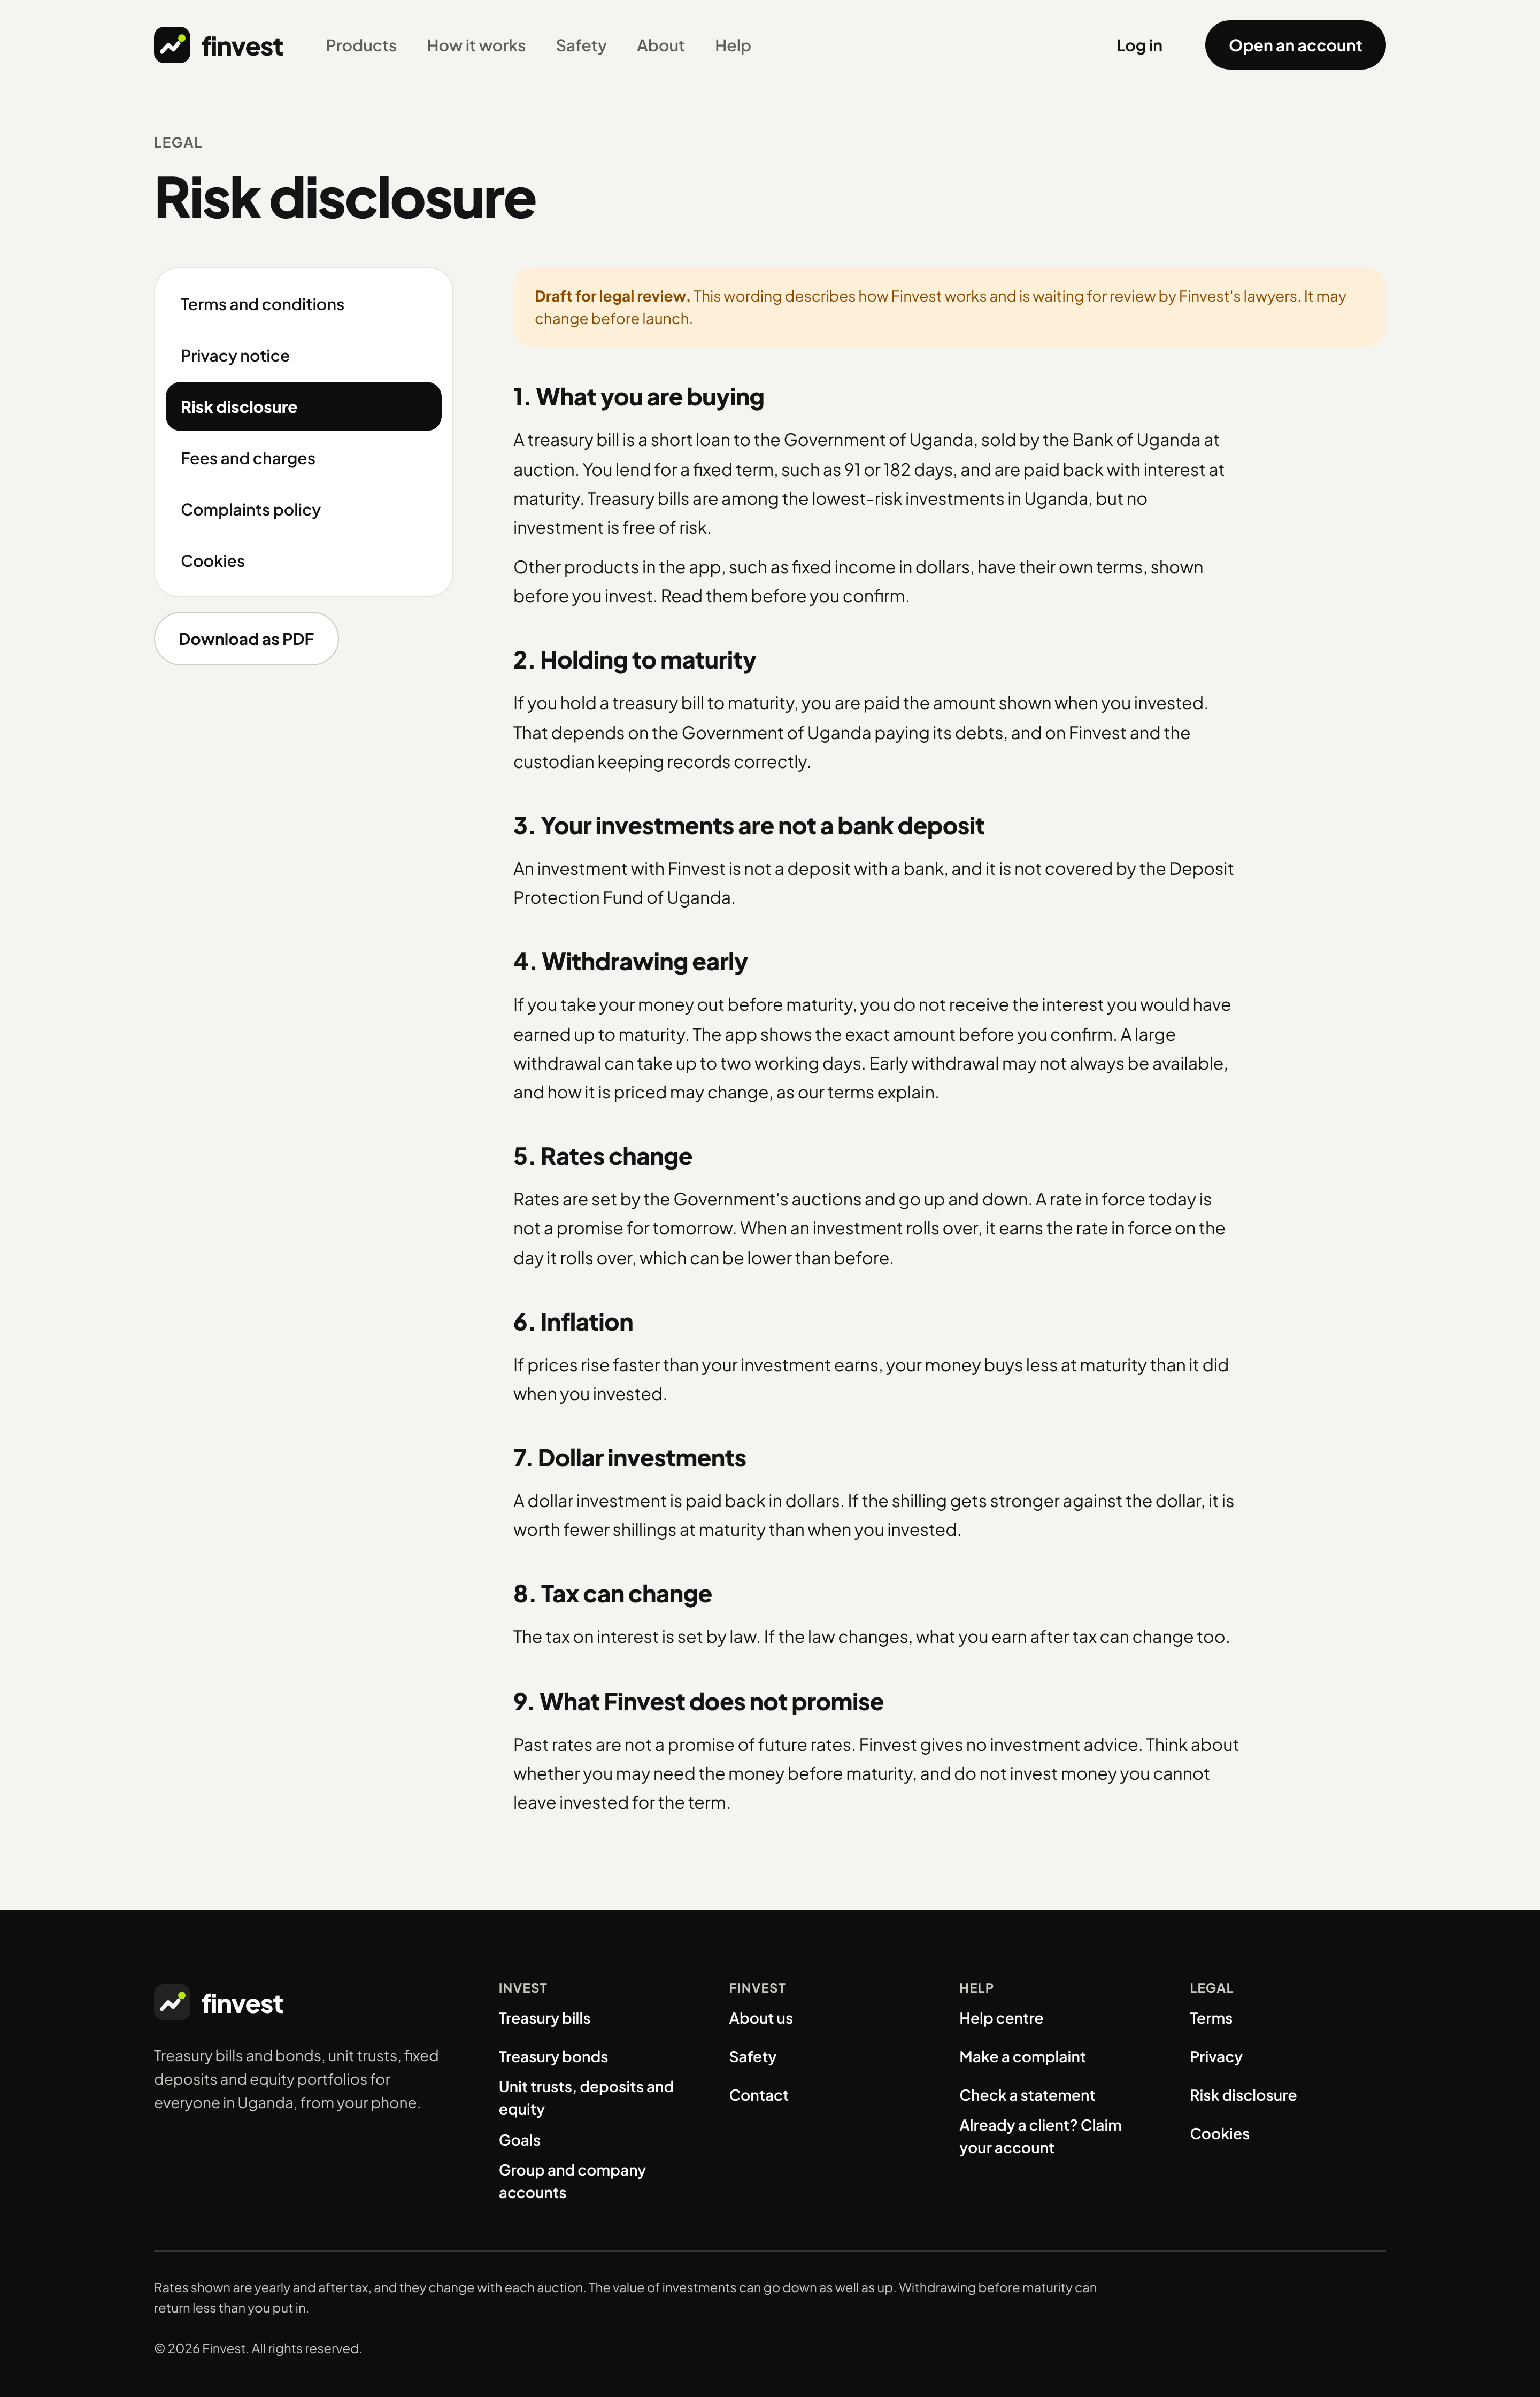 finvest
Products
How it works
Safety
About
Help
Log in
Open an account
LEGAL
Risk disclosure
Terms and conditions
Privacy notice
Risk disclosure
Fees and charges
Complaints policy
Cookies
Download as PDF
Draft for legal review. This wording describes how Finvest works and is waiting for review by Finvest's lawyers. It may
change before launch.
1. What you are buying
A treasury bill is a short loan to the Government of Uganda, sold by the Bank of Uganda at
auction. You lend for a fixed term, such as 91 or 182 days, and are paid back with interest at
maturity. Treasury bills are among the lowest-risk investments in Uganda, but no
investment is free of risk.
Other products in the app, such as fixed income in dollars, have their own terms, shown
before you invest. Read them before you confirm.
2. Holding to maturity
If you hold a treasury bill to maturity, you are paid the amount shown when you invested.
That depends on the Government of Uganda paying its debts, and on Finvest and the
custodian keeping records correctly.
3. Your investments are not a bank deposit
An investment with Finvest is not a deposit with a bank, and it is not covered by the Deposit
Protection Fund of Uganda.
4. Withdrawing early
If you take your money out before maturity, you do not receive the interest you would have
earned up to maturity. The app shows the exact amount before you confirm. A large
withdrawal can take up to two working days. Early withdrawal may not always be available,
and how it is priced may change, as our terms explain.
5. Rates change
Rates are set by the Government's auctions and go up and down. A rate in force today is
not a promise for tomorrow. When an investment rolls over, it earns the rate in force on the
day it rolls over, which can be lower than before.
6. Inflation
If prices rise faster than your investment earns, your money buys less at maturity than it did
when you invested.
7. Dollar investments
A dollar investment is paid back in dollars. If the shilling gets stronger against the dollar, it is
worth fewer shillings at maturity than when you invested.
8. Tax can change
The tax on interest is set by law. If the law changes, what you earn after tax can change too.
9. What Finvest does not promise
Past rates are not a promise of future rates. Finvest gives no investment advice. Think about
whether you may need the money before maturity, and do not invest money you cannot
leave invested for the term.
finvest
Treasury bills and bonds, unit trusts, fixed
deposits and equity portfolios for
everyone in Uganda, from your phone.
INVEST
Treasury bills
Treasury bonds
Unit trusts, deposits and
equity
Goals
Group and company
accounts
FINVEST
About us
Safety
Contact
HELP
Help centre
Make a complaint
Check a statement
Already a client? Claim
your account
LEGAL
Terms
Privacy
Risk disclosure
Cookies
Rates shown are yearly and after tax, and they change with each auction. The value of investments can go down as well as up. Withdrawing before maturity can
return less than you put in.
© 2026 Finvest. All rights reserved.